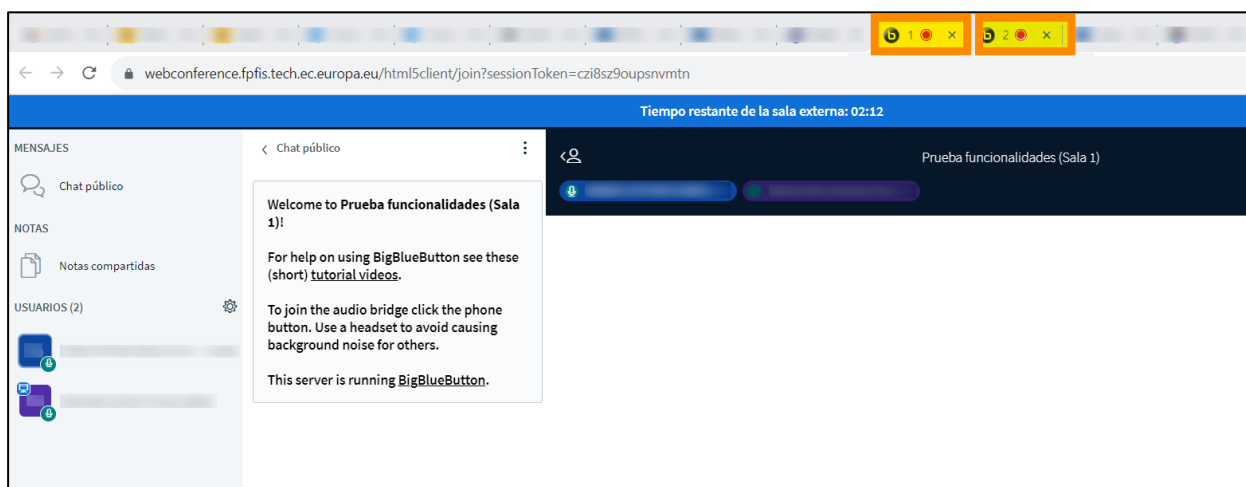 1
2
webconference.fpfis.tech.ec.europa.eu/html5client/join?sessionToken=czi8sz9oupsnvmtn
Tiempo restante de la sala externa: 02:12
MENSAJES
Chat público
NOTAS
Notas compartidas
USUARIOS (2)
Chat público
Welcome to Prueba funcionalidades (Sala
1)!
For help on using BigBlueButton see these
(short) tutorial videos.
To join the audio bridge click the phone
button. Use a headset to avoid causing
background noise for others.
This server is running BigBlueButton.
Prueba funcionalidades (Sala 1)